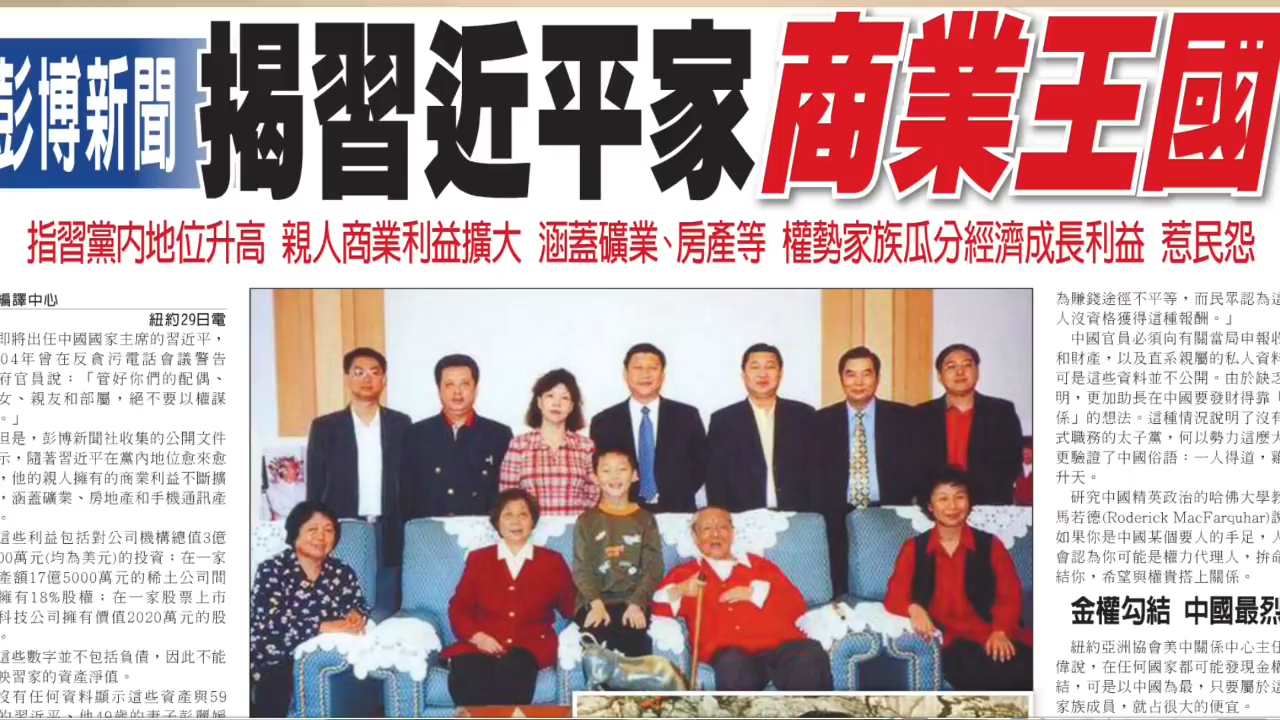 彭博新聞 揭習近平家商業王國
指習黨内地位升高 親人商業利益擴大 涵蓋礦業、房產等 權勢家族瓜分經濟成長利益 惹民怨
編譯中心
紐約29日電
即將出任中國國家主席的習近平，
04年曾在反貪污電話會議警告
府官員說：「管好你們的配偶、
女、親友和部屬，絕不要以權謀
。」
但是，彭博新聞社收集的公開文件
示，隨著習近平在黨內地位愈來愈
，他的親人擁有的商業利益不斷擴
，涵蓋礦業、房地產和手機通訊產
。
這些利益包括對公司機構總值3億
00萬元(均為美元)的投資；在一家
產額17億5000萬元的稀土公司間
擁有18%股權；在一家股票上市
科技公司擁有價值2020萬元的股
。
這些數字並不包括負債，因此不能
映習家的資產淨值。
沒有任何資料顯示這些資產與59
的習近平、他49歲的妻子彭麗媛
為賺錢途徑不平等，而民眾認為這
人沒資格獲得這種報酬。」
中國官員必須向有關當局申報收
和財產，以及直系親屬的私人資料
可是這些資料並不公開。由於缺乏
明，更加助長在中國要發財得靠「
係」的想法。這種情況說明了沒有
式職務的太子黨，何以勢力這麼大
更驗證了中國俗語：一人得道，雞
升天。
研究中國精英政治的哈佛大學教
馬若德(Roderick MacFarquhar)說
如果你是中國某個要人的手足，人
會認為你可能是權力代理人，拚命
結你，希望與權貴搭上關係。
金權勾結 中國最烈
紐約亞洲協會美中關係中心主任
偉說，在任何國家都可能發現金權
結，可是以中國為最，只要屬於這
家族成員，就占很大的便宜。